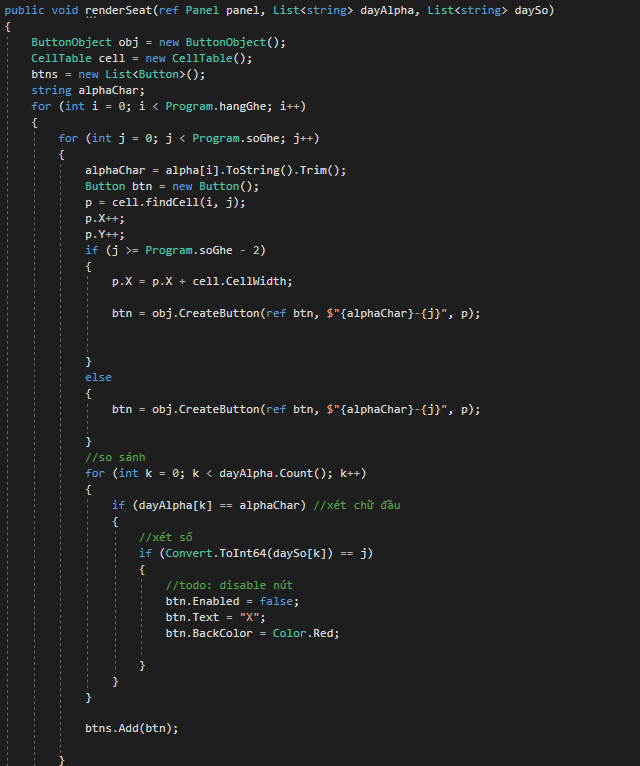 public void renderSeat(ref Panel panel, List<string> dayAlpha, List<string> daySo)
{
    ButtonObject obj = new ButtonObject();
    CellTable cell = new CellTable();
    btns = new List<Button>();
    string alphaChar;
    for (int i = 0; i < Program.hangGhe; i++)
    {
        for (int j = 0; j < Program.soGhe; j++)
        {
            alphaChar = alpha[i].ToString().Trim();
            Button btn = new Button();
            p = cell.findCell(i, j);
            p.X++;
            p.Y++;
            if (j >= Program.soGhe - 2)
            {
                p.X = p.X + cell.CellWidth;
                btn = obj.CreateButton(ref btn, $"{alphaChar}-{j}", p);
            }
            else
            {
                btn = obj.CreateButton(ref btn, $"{alphaChar}-{j}", p);
            }
            //so sánh
            for (int k = 0; k < dayAlpha.Count(); k++)
            {
                if (dayAlpha[k] == alphaChar) //xét chữ đầu
                {
                    //xét số
                    if (Convert.ToInt64(daySo[k]) == j)
                    {
                        //todo: disable nút
                        btn.Enabled = false;
                        btn.Text = "X";
                        btn.BackColor = Color.Red;
                    }
                }
            }
            btns.Add(btn);
        }